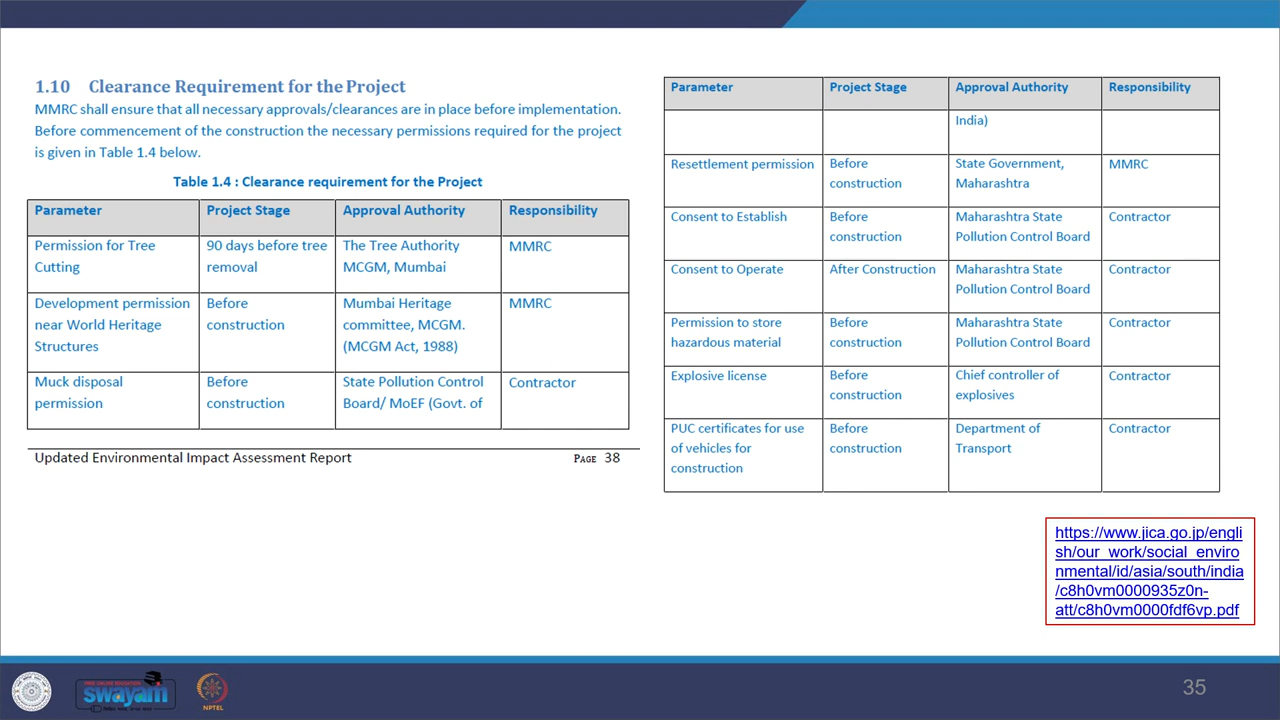 1.10 Clearance Requirement for the Project
MMRC shall ensure that all necessary approvals/clearances are in place before implementation.
Before commencement of the construction the necessary permissions required for the project
is given in Table 1.4 below.
Table 1.4 : Clearance requirement for the Project
Parameter Project Stage Approval Authority Responsibility
Permission for Tree 90 days before tree The Tree Authority MMRC
Cutting removal MCGM, Mumbai
Development permission Before Mumbai Heritage MMRC
near World Heritage construction committee, MCGM.
Structures (MCGM Act, 1988)
Muck disposal Before State Pollution Control Contractor
permission construction Board/ MoEF (Govt. of
Updated Environmental Impact Assessment Report PAGE 38
Parameter Project Stage Approval Authority Responsibility
India)
Resettlement permission Before State Government, MMRC
construction Maharashtra
Consent to Establish Before Maharashtra State Contractor
construction Pollution Control Board
Consent to Operate After Construction Maharashtra State Contractor
Pollution Control Board
Permission to store Before Maharashtra State Contractor
hazardous material construction Pollution Control Board
Explosive license Before Chief controller of Contractor
construction explosives
PUC certificates for use Before Department of Contractor
of vehicles for construction Transport
construction
https://www.jica.go.jp/engli
sh/our_work/social_enviro
nmental/id/asia/south/india
/c8h0vm0000935z0n-
att/c8h0vm0000fdf6vp.pdf
swayam
NPTEL
35